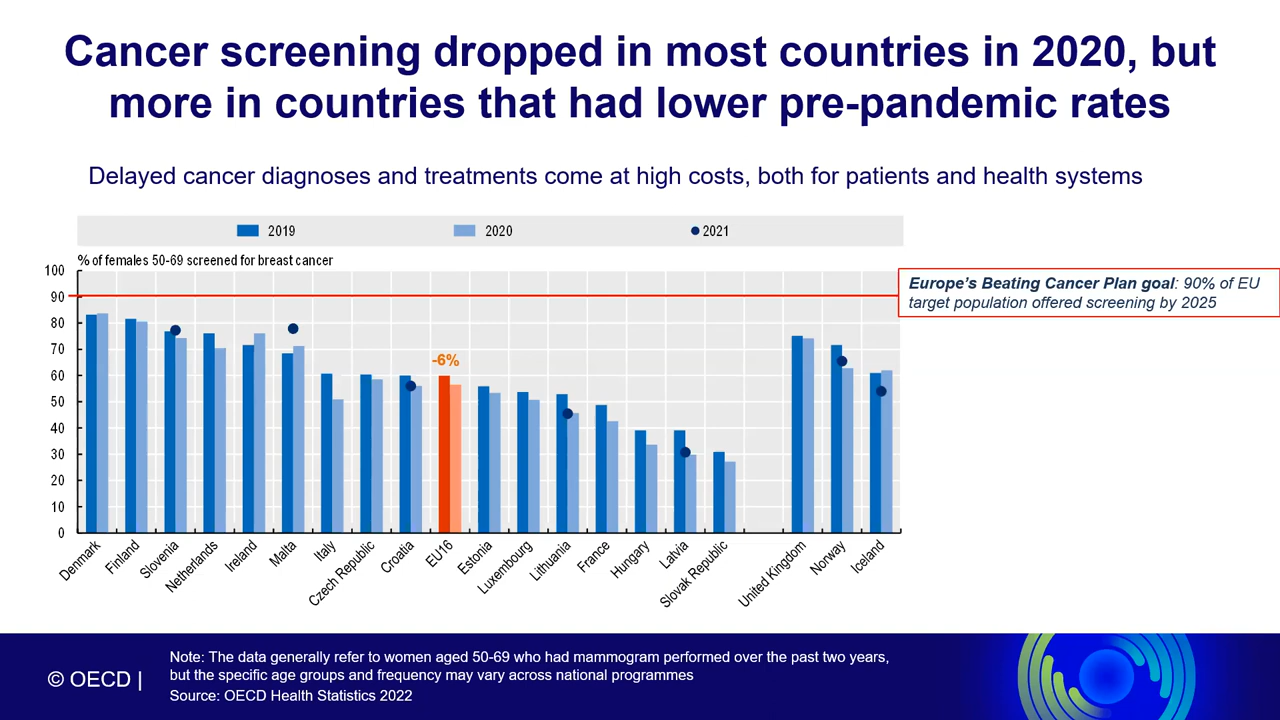 Cancer screening dropped in most countries in 2020, but
more in countries that had lower pre-pandemic rates
Delayed cancer diagnoses and treatments come at high costs, both for patients and health systems
2019
2020
2021
% of females 50-69 screened for breast cancer
100
90
80
70
60
50
40
30
20
10
0
Europe's Beating Cancer Plan goal: 90% of EU
target population offered screening by 2025
-6%
Denmark
Finland
Slovenia
Netherlands
Ireland
Malta
Italy
Czech Republic
Croatia
EU16
Estonia
Luxembourg
Lithuania
France
Hungary
Latvia
Slovak Republic
United Kingdom
Norway
Iceland
© OECD |
Note: The data generally refer to women aged 50-69 who had mammogram performed over the past two years,
but the specific age groups and frequency may vary across national programmes
Source: OECD Health Statistics 2022